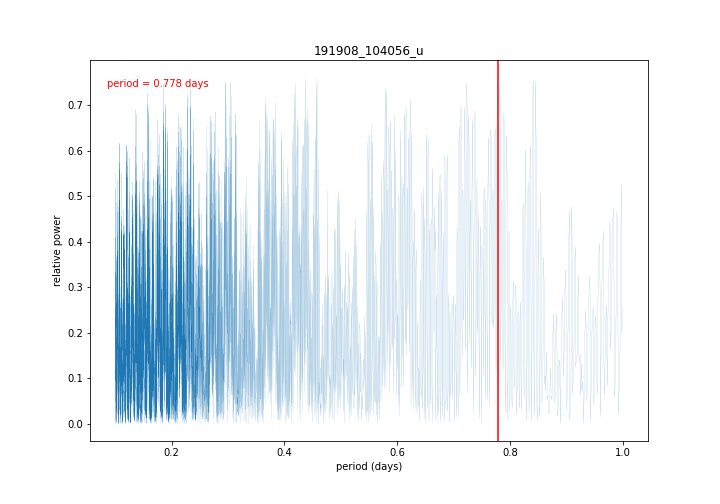 191908_104056_u
period = 0.778 days
relative power
0.7
0.6
0.5
0.4
0.3
0.2
0.1
0.0
0.2 0.4 0.6 0.8 1.0
period (days)